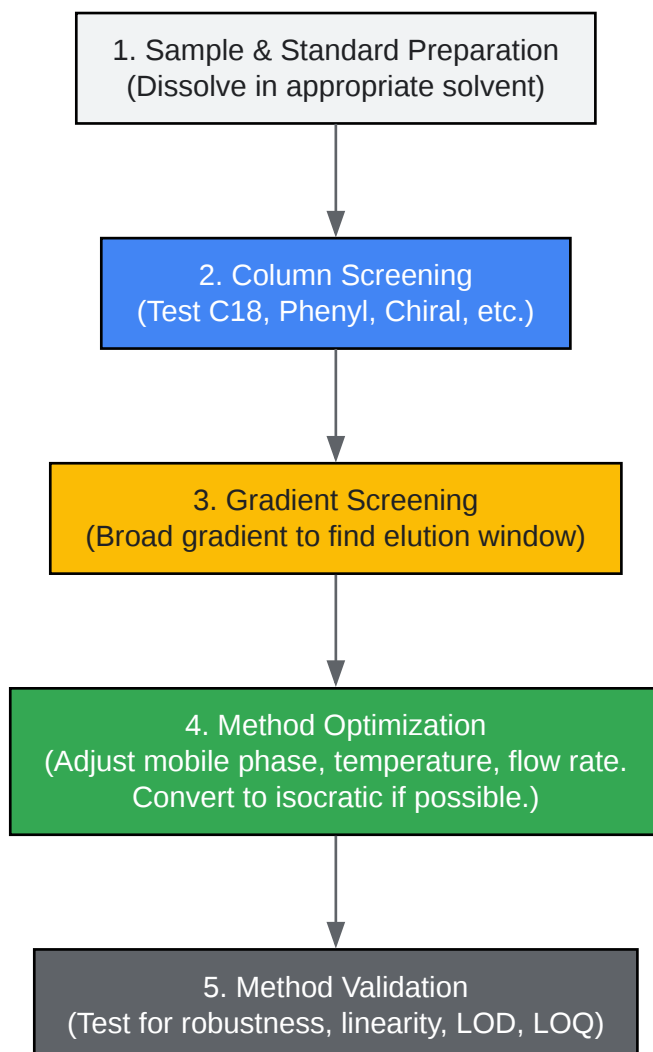 1. Sample & Standard Preparation
(Dissolve in appropriate solvent)
2. Column Screening
(Test C18, Phenyl, Chiral, etc.)
3. Gradient Screening
(Broad gradient to find elution window)
4. Method Optimization
(Adjust mobile phase, temperature, flow rate.
Convert to isocratic if possible.)
5. Method Validation
(Test for robustness, linearity, LOD, LOQ)